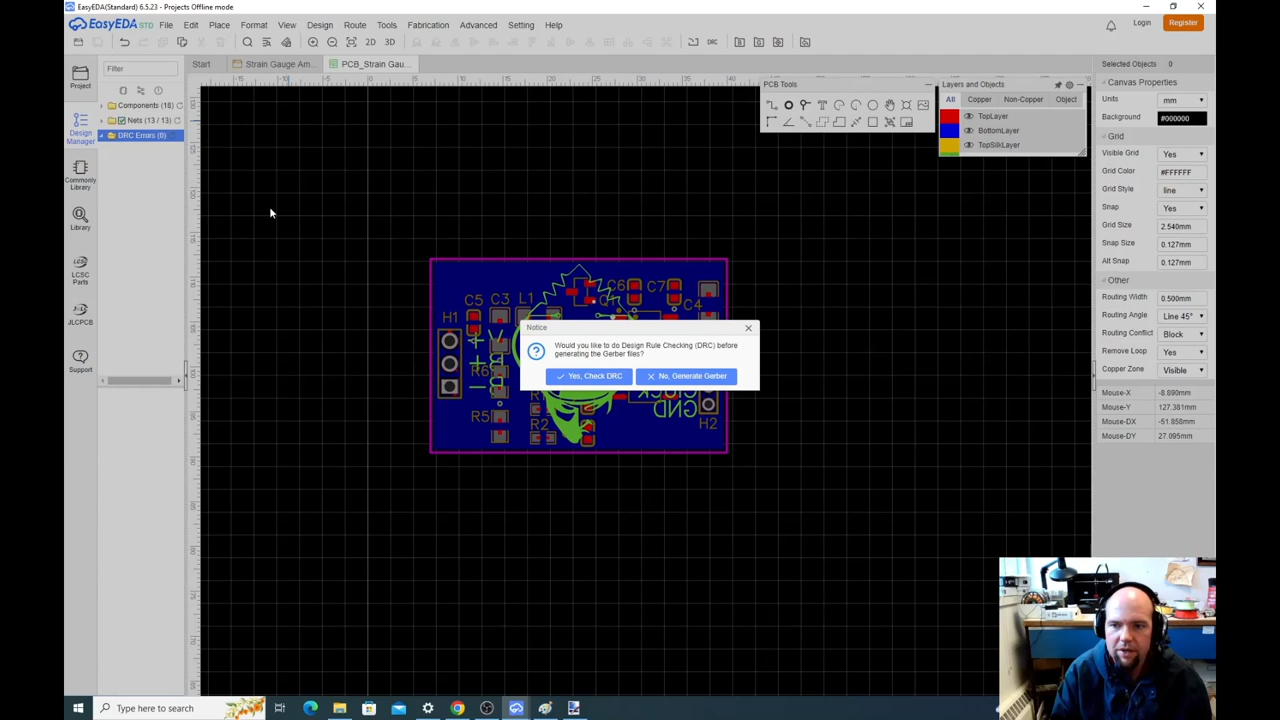 EasyEDA(Standard) 6.5.23 - Projects Offline mode
EasyEDA STD File Edit Place Format View Design Route Tools Fabrication Advanced Setting Help Login Register
2D 3D DRC
Filter Start Strain Gauge Am... PCB_Strain Gau... Selected Objects 0
Project
Components (18)
Nets (13 / 13)
DRC Errors (0)
Design Manager
Commonly Library
Library
LCSC Parts
JLCPCB
Support
PCB Tools
Layers and Objects
All Copper Non-Copper Object
TopLayer
BottomLayer
TopSilkLayer
Canvas Properties
Units mm
Background #000000
Grid
Visible Grid Yes
Grid Color #FFFFFF
Grid Style line
Snap Yes
Grid Size 2.540mm
Snap Size 0.127mm
Alt Snap 0.127mm
Other
Routing Width 0.500mm
Routing Angle Line 45°
Routing Conflict Block
Remove Loop Yes
Copper Zone Visible
Mouse-X -8.890mm
Mouse-Y 127.381mm
Mouse-DX -51.858mm
Mouse-DY 27.095mm
C5 C3 L1 C6 C7 C4
H1
Notice
Would you like to do Design Rule Checking (DRC) before
generating the Gerber files?
Yes, Check DRC No, Generate Gerber
R5 R2 GND H2
Type here to search